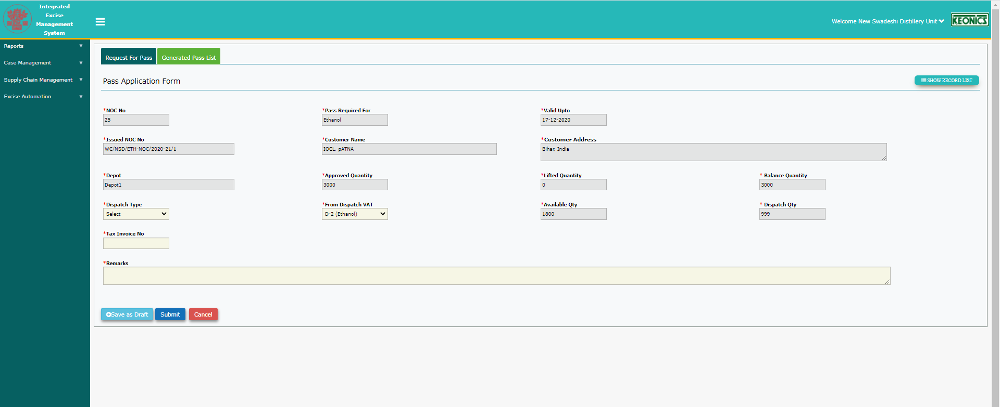 Integrated
Excise
Management
System
Welcome New Swadeshi Distillery Unit
KEONICS
Reports
Case Management
Supply Chain Management
Excise Automation
Request For Pass
Generated Pass List
Pass Application Form
SHOW RECORD LIST
*NOC No
25
*Pass Required For
Ethanol
*Valid Upto
17-12-2020
*Issued NOC No
WC/NSD/ETH-NOC/2020-21/1
*Customer Name
IOCL, pATNA
*Customer Address
Bihar, India
*Depot
Depot1
*Approved Quantity
3000
*Lifted Quantity
0
* Balance Quantity
3000
*Dispatch Type
Select
*From Dispatch VAT
D-2 (Ethanol)
*Available Qty
1800
* Dispatch Qty
999
*Tax Invoice No
*Remarks
Save as Draft
Submit
Cancel